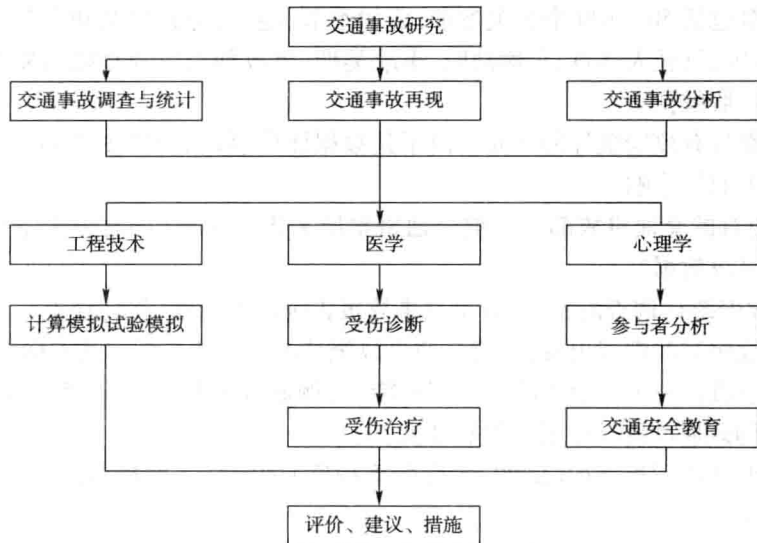 交通事故研究
交通事故调查与统计
交通事故再现
交通事故分析
工程技术
医学
心理学
计算模拟试验模拟
受伤诊断
参与者分析
受伤治疗
交通安全教育
评价、建议、措施